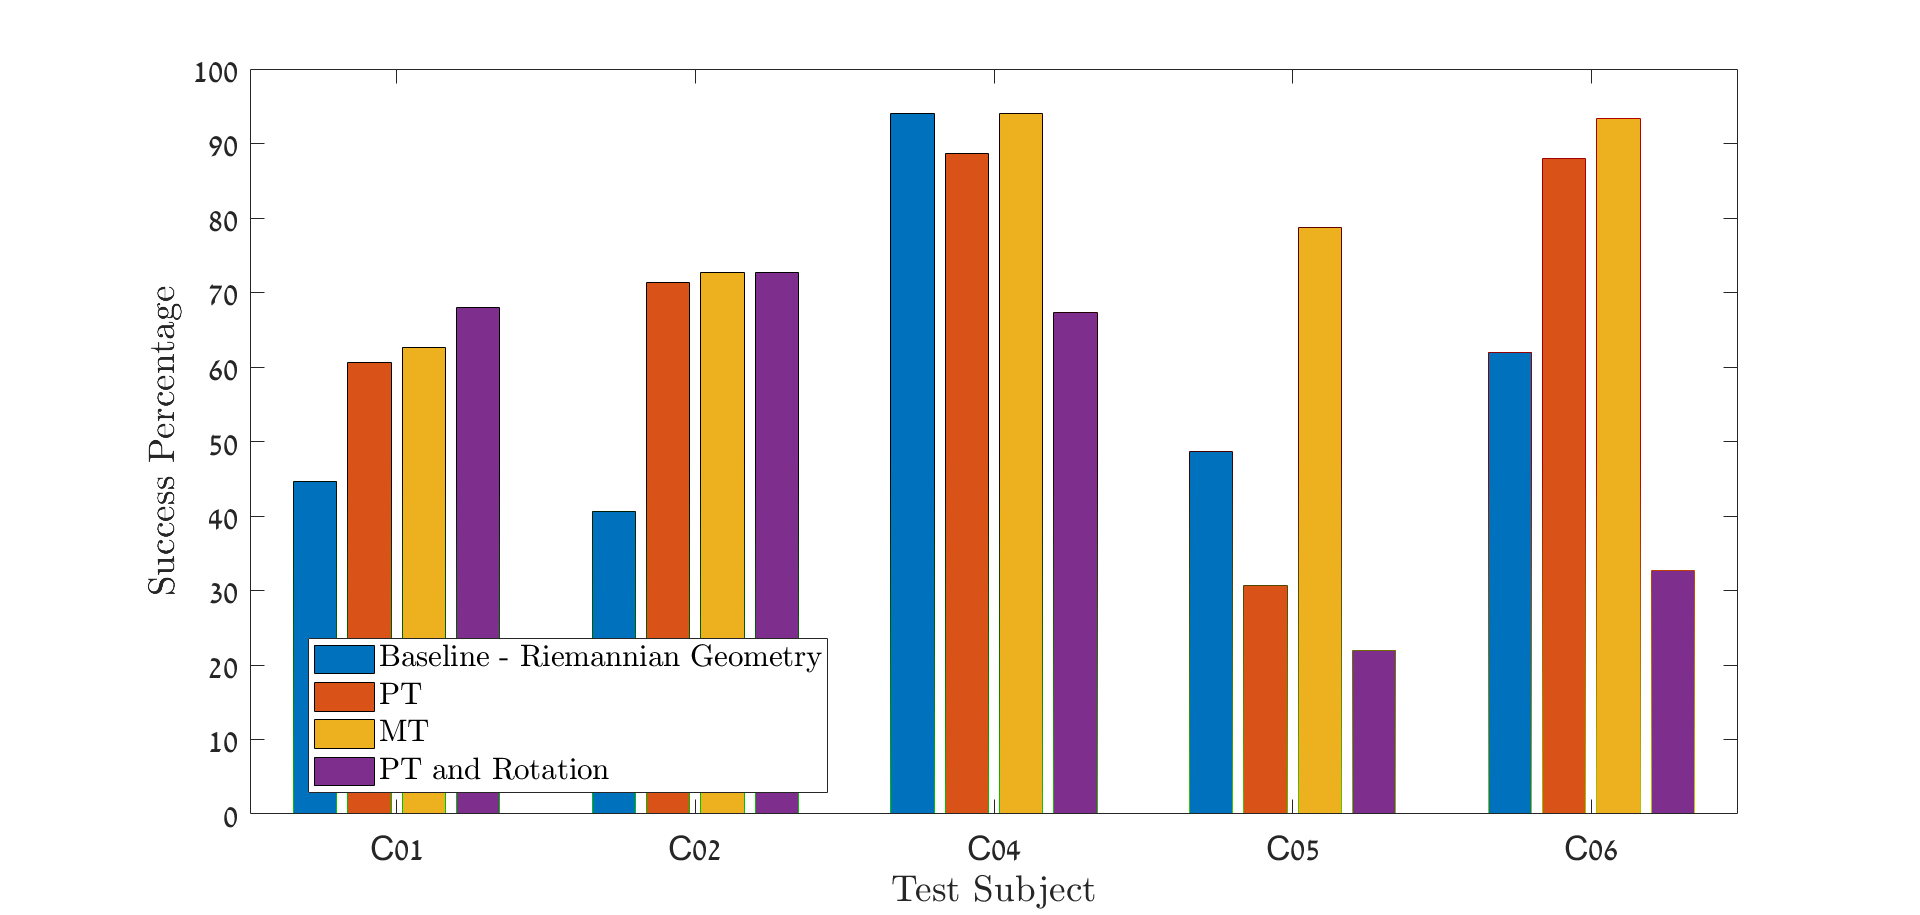 100
90
80
70
60
50
40
30
20
10
0
Success Percentage
Baseline - Riemannian Geometry
PT
MT
PT and Rotation
C01 C02 C04 C05 C06
Test Subject